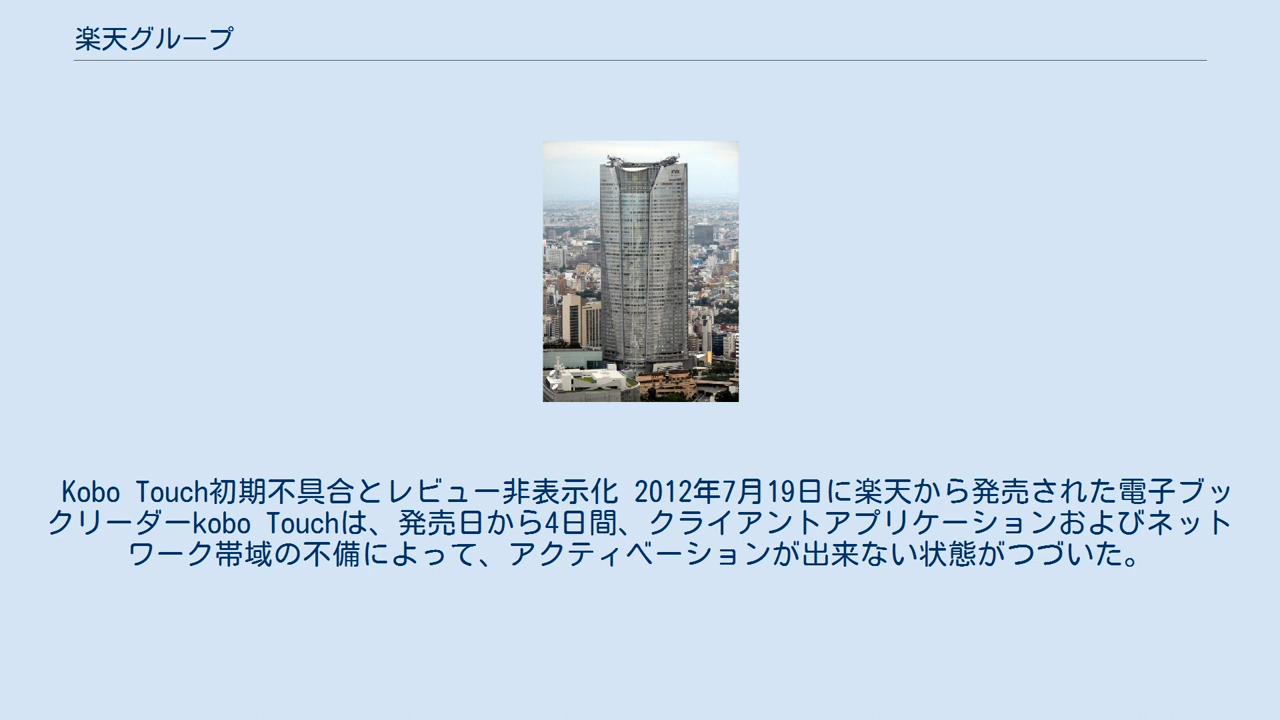 楽天グループ
Kobo Touch初期不具合とレビュー非表示化 2012年7月19日に楽天から発売された電子ブッ
クリーダーkobo Touchは、発売日から4日間、クライアントアプリケーションおよびネット
ワーク帯域の不備によって、アクティベーションが出来ない状態がつづいた。